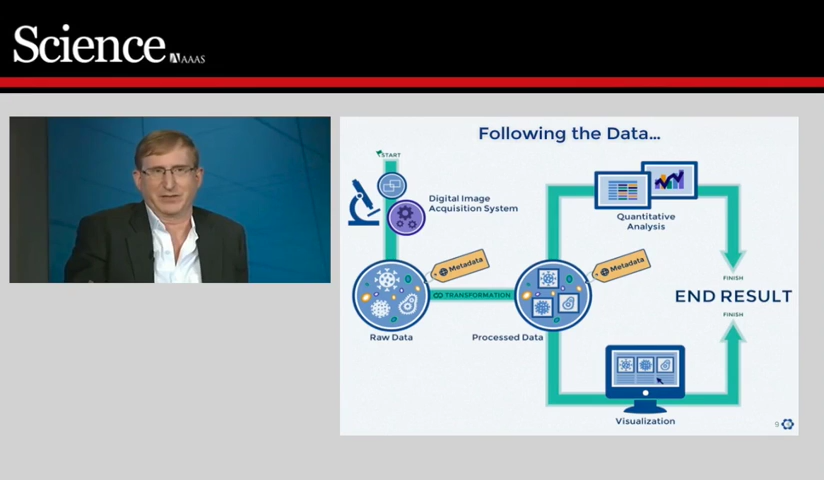 Science
AAAS
Following the Data...
START
Digital Image
Acquisition System
Metadata
Metadata
TRANSFORMATION
Raw Data
Processed Data
Quantitative
Analysis
FINISH
END RESULT
FINISH
Visualization
9